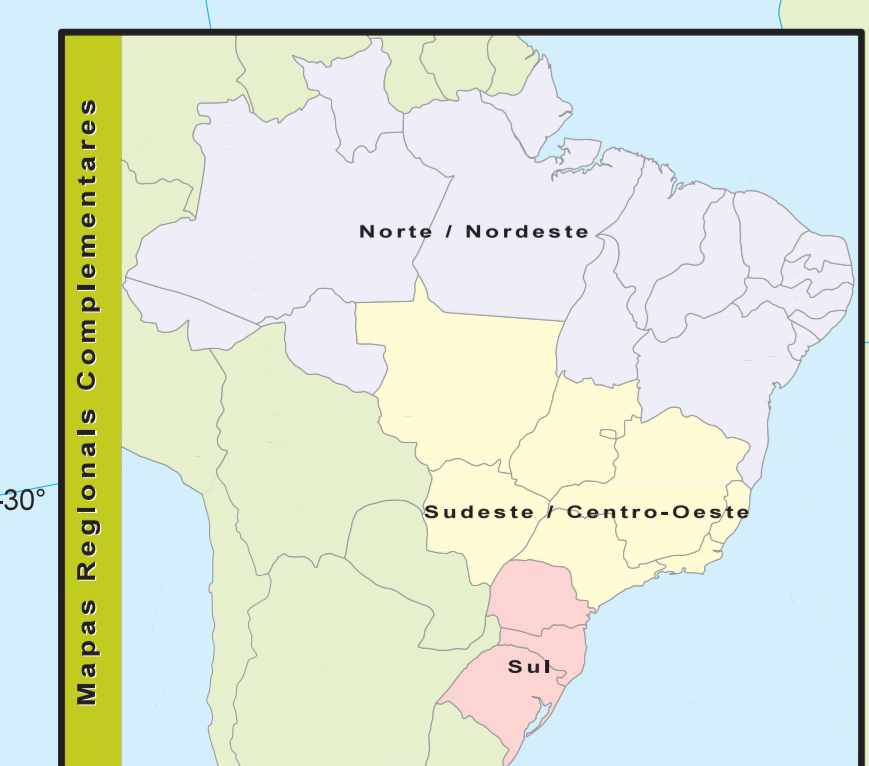 Mapas Regionals Complementares
Norte / Nordeste
-30°
Sudeste / Centro-Oeste
Sul